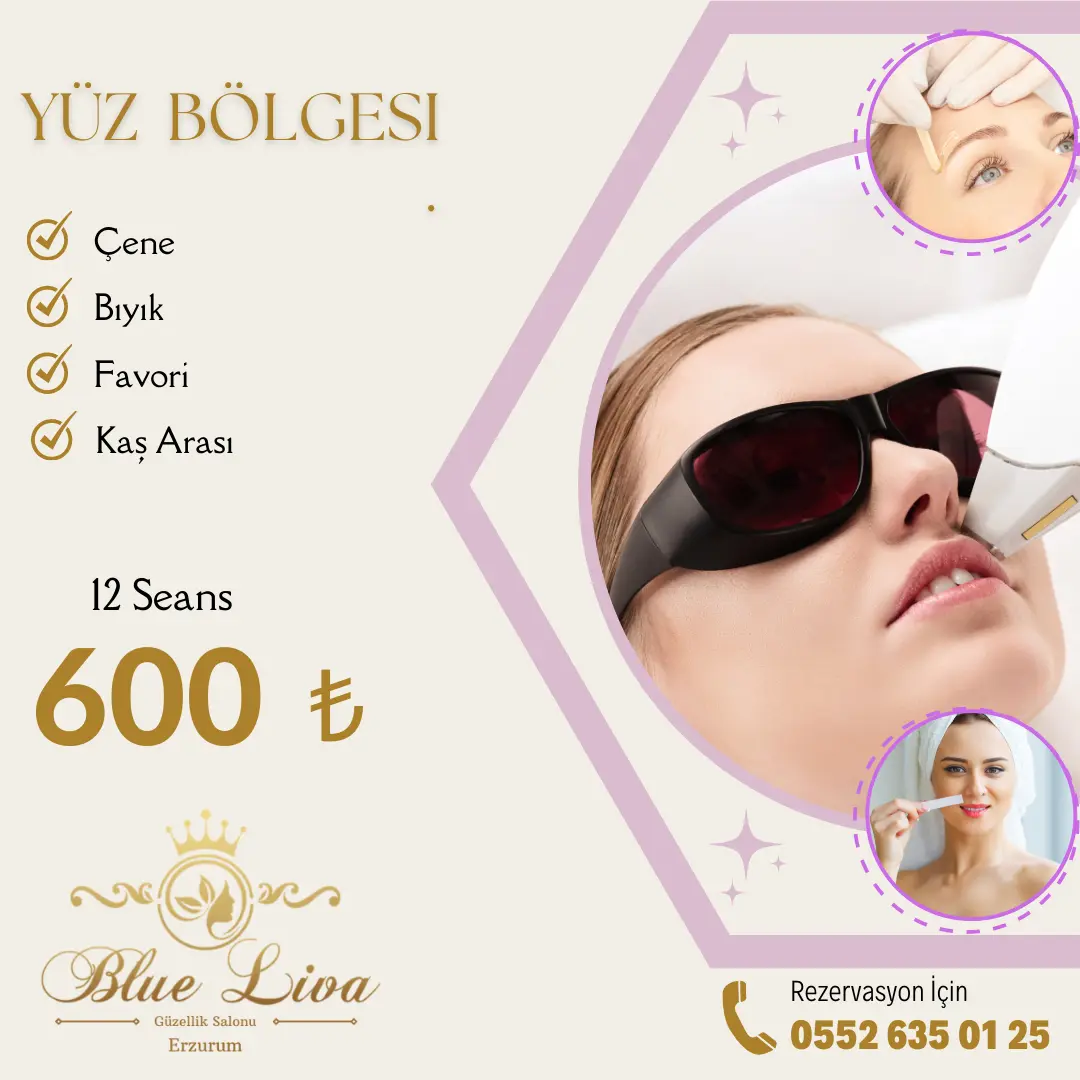 YÜZ BÖLGESI
Çene
Bıyık
Favori
Kaş Arası
12 Seans
600 ₺
Blue Liva
Güzellik Salonu
Erzurum
Rezervasyon İçin
0552 635 01 25